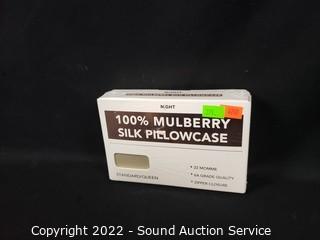 NIGHT
100% MULBERRY
SILK PILLOWCASE
STANDARD/QUEEN
• 22 MOMME
• 6A GRADE QUALITY
• ZIPPER CLOSURE
Copyright 2022 - Sound Auction Service